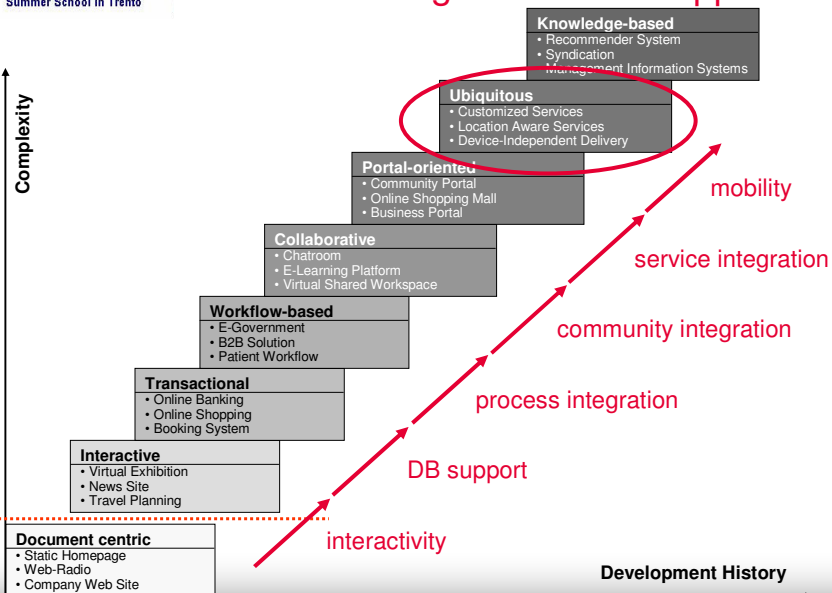 Summer School in Trento
Knowledge-based
• Recommender System
• Syndication
• Management Information Systems
Complexity
Ubiquitous
• Customized Services
• Location Aware Services
• Device-Independent Delivery
Portal-oriented
• Community Portal
• Online Shopping Mall
• Business Portal
mobility
Collaborative
• Chatroom
• E-Learning Platform
• Virtual Shared Workspace
service integration
Workflow-based
• E-Government
• B2B Solution
• Patient Workflow
community integration
Transactional
• Online Banking
• Online Shopping
• Booking System
process integration
Interactive
• Virtual Exhibition
• News Site
• Travel Planning
DB support
Document centric
• Static Homepage
• Web-Radio
• Company Web Site
interactivity
Development History